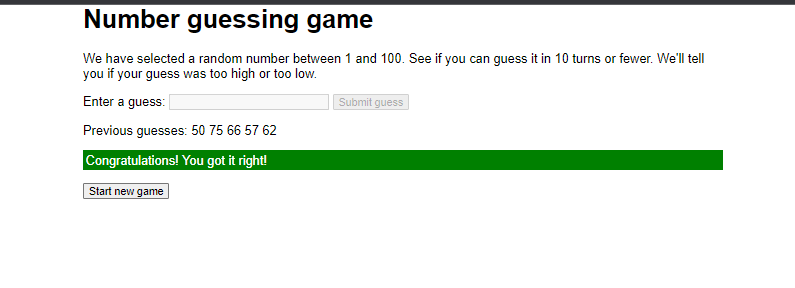 Number guessing game
We have selected a random number between 1 and 100. See if you can guess it in 10 turns or fewer. We'll tell
you if your guess was too high or too low.
Enter a guess: Submit guess
Previous guesses: 50 75 66 57 62
Congratulations! You got it right!
Start new game